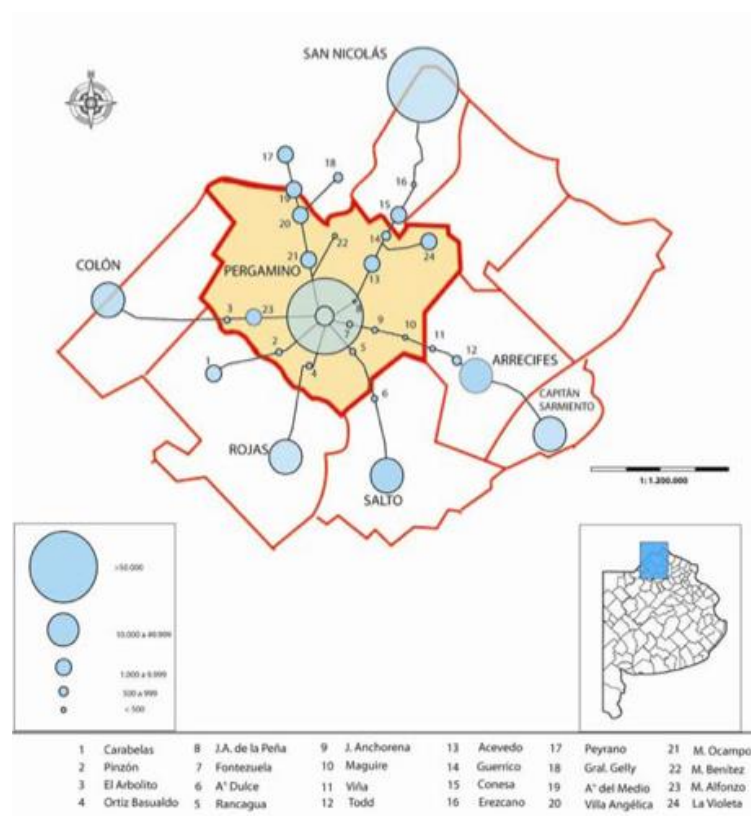 SAN NICOLÁS
N
17
18
16
19
15
20
14
22
24
21
13
COLÓN
PERGAMINO
8
3
23
7
9
10
2
5
11
12
ARRECIFES
1
4
6
CAPITÁN
SARMIENTO
ROJAS
SALTO
1: 1.200.000
>50.000
10.000 a 49.999
1.000 a 9.999
500 a 999
< 500
1 Carabelas 8 J.A. de la Peña 9 J. Anchorena 13 Acevedo 17 Peyrano 21 M. Ocampo
2 Pinzón 7 Fontezuela 10 Maguire 14 Guerrico 18 Gral. Gelly 22 M. Benítez
3 El Arbolito 6 A° Dulce 11 Viña 15 Conesa 19 A° del Medio 23 M. Alfonzo
4 Ortiz Basualdo 5 Rancagua 12 Todd 16 Erezcano 20 Villa Angélica 24 La Violeta